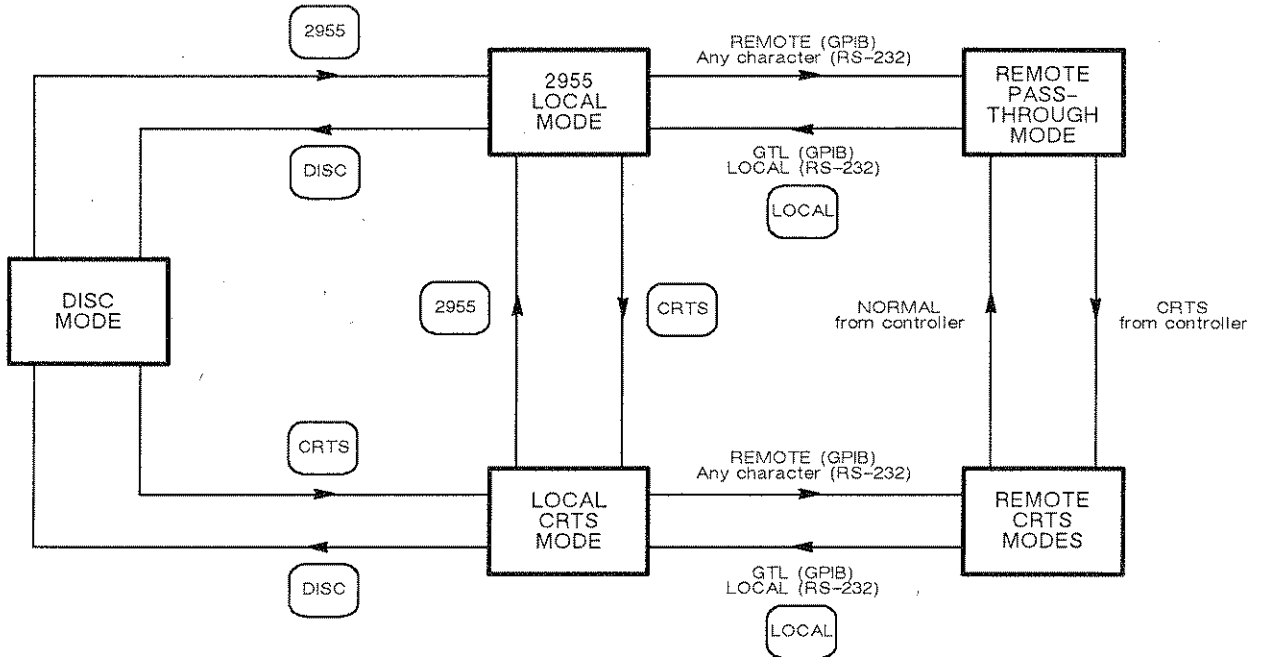 2955
REMOTE (GPIB)
Any character (RS-232)
2955
LOCAL
MODE
REMOTE
PASS-
THROUGH
MODE
DISC
GTL (GPIB)
LOCAL (RS-232)
LOCAL
DISC
MODE
2955
CRTS
NORMAL
from controller
CRTS
from controller
CRTS
REMOTE (GPIB)
Any character (RS-232)
LOCAL
CRTS
MODE
REMOTE
CRTS
MODES
DISC
GTL (GPIB)
LOCAL (RS-232)
LOCAL